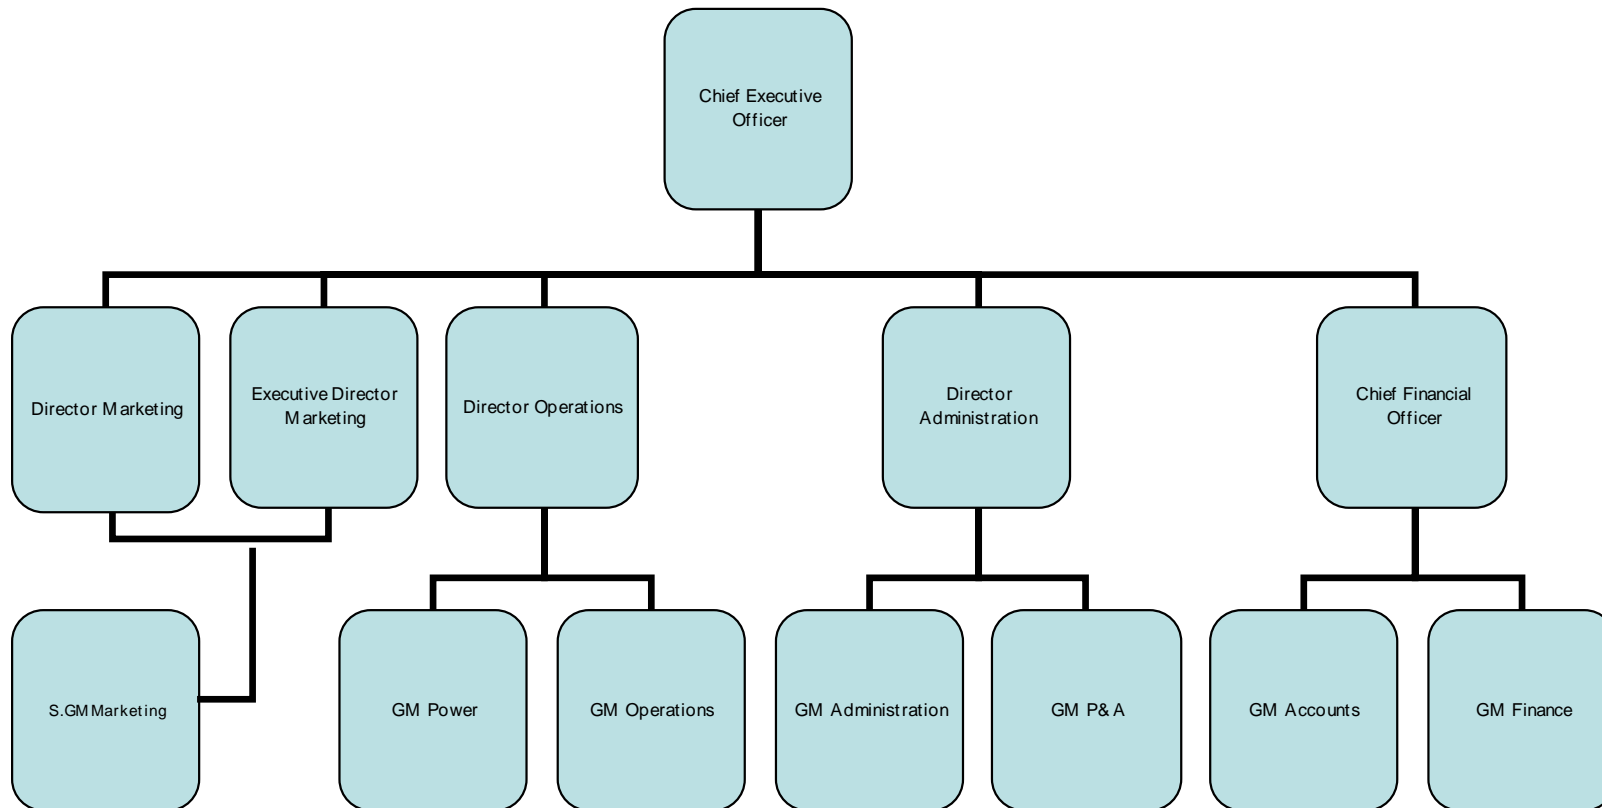 Chief Executive
Officer
Director Marketing
Executive Director
Marketing
Director Operations
Director
Administration
Chief Financial
Officer
S.GM Marketing
GM Power
GM Operations
GM Administration
GM P&A
GM Accounts
GM Finance